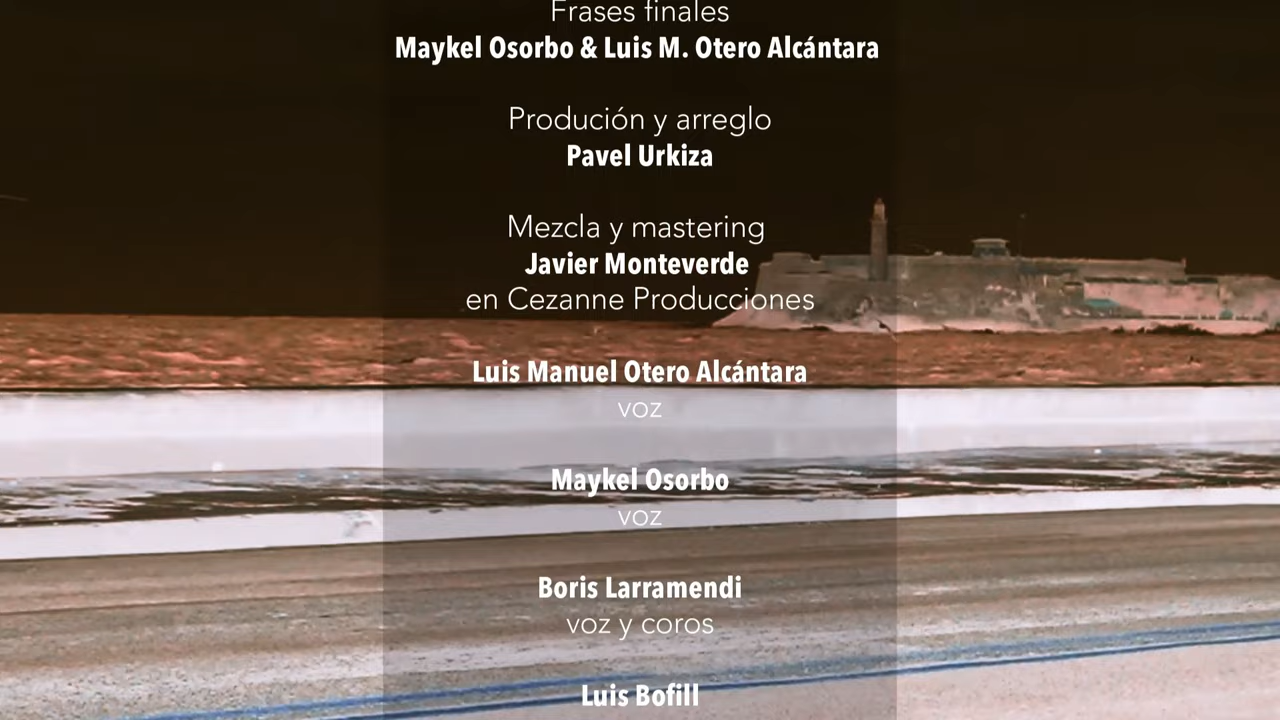 Frases finales
Maykel Osorbo & Luis M. Otero Alcántara
Produción y arreglo
Pavel Urkiza
Mezcla y mastering
Javier Monteverde
en Cezanne Producciones
Luis Manuel Otero Alcántara
voz
Maykel Osorbo
voz
Boris Larramendi
voz y coros
Luis Bofill